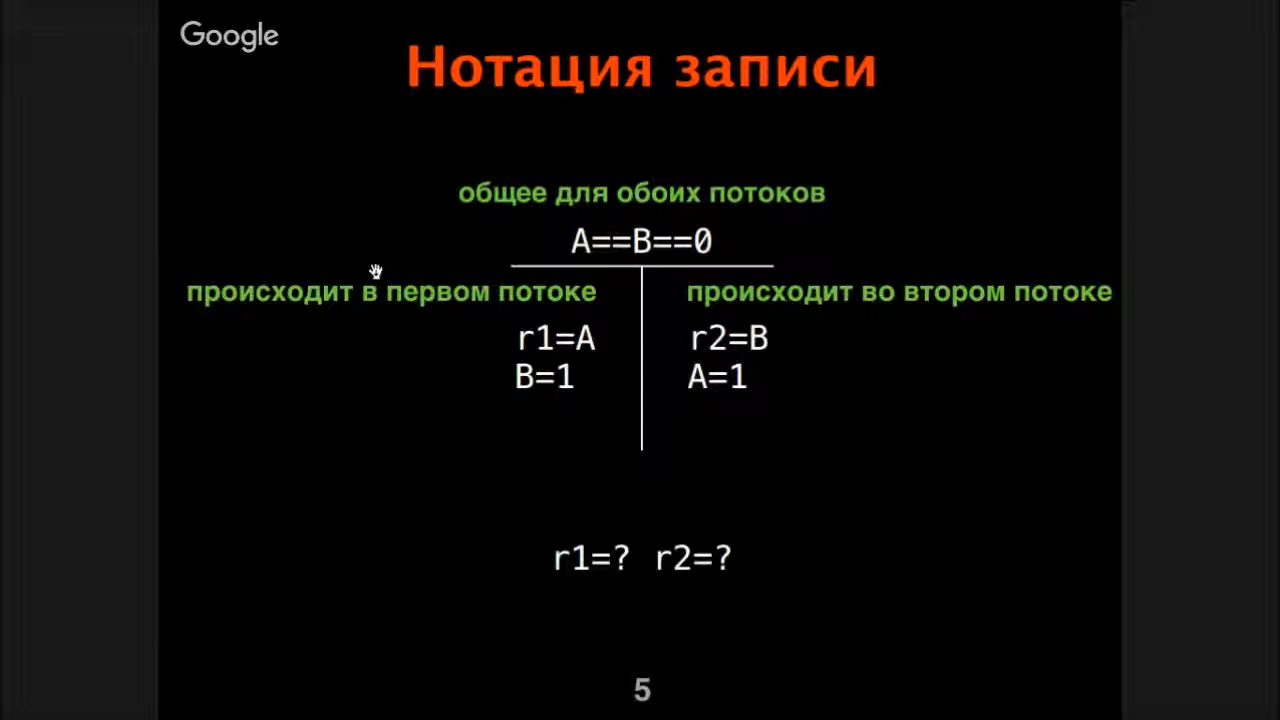 Google
Нотация записи
общее для обоих потоков
A==B==0
происходит в первом потоке
происходит во втором потоке
r1=A
r2=B
B=1
A=1
r1=? r2=?
5